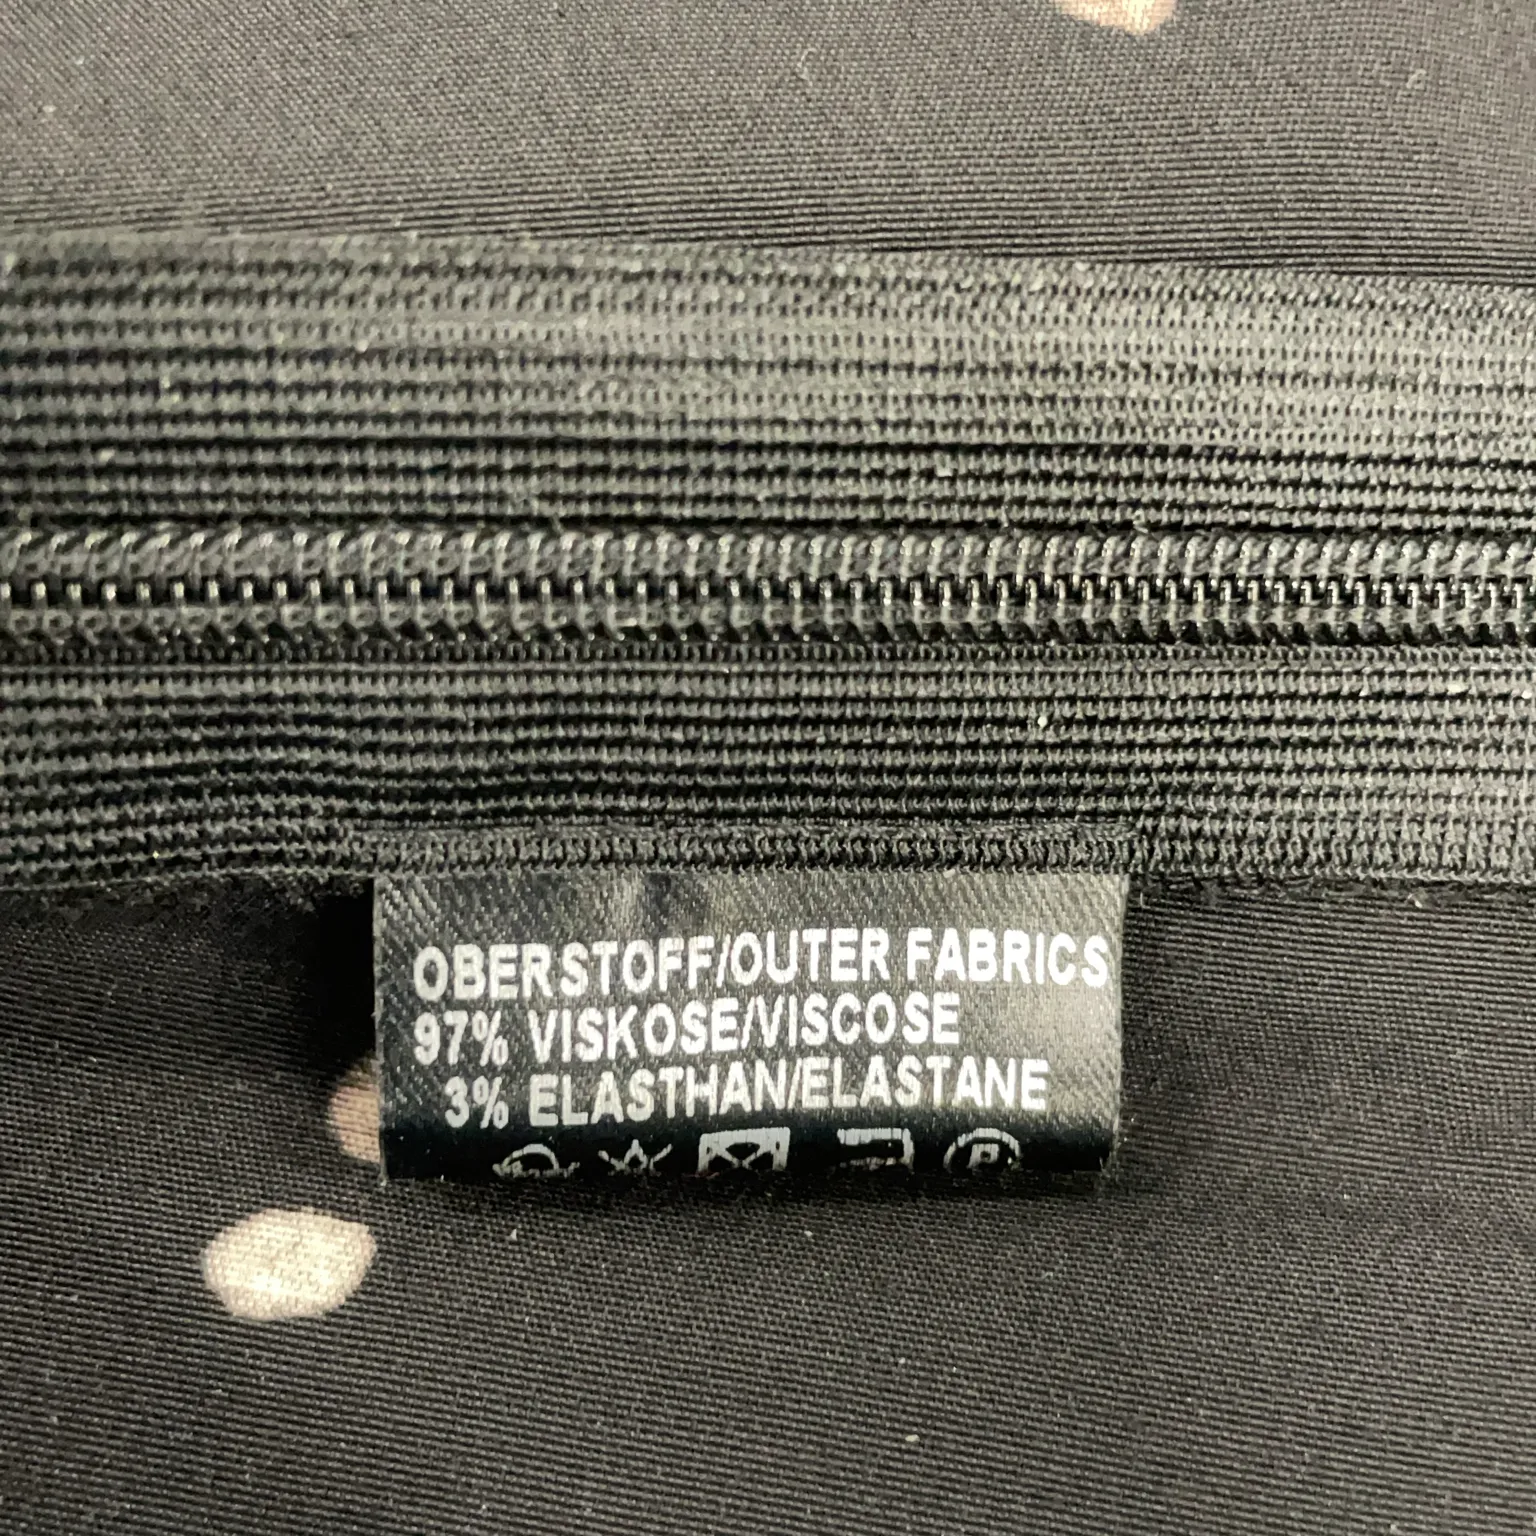 OBERSTOFF/OUTER FABRICS
97% VISKOSE/VISCOSE
3% ELASTHAN/ELASTANE
P